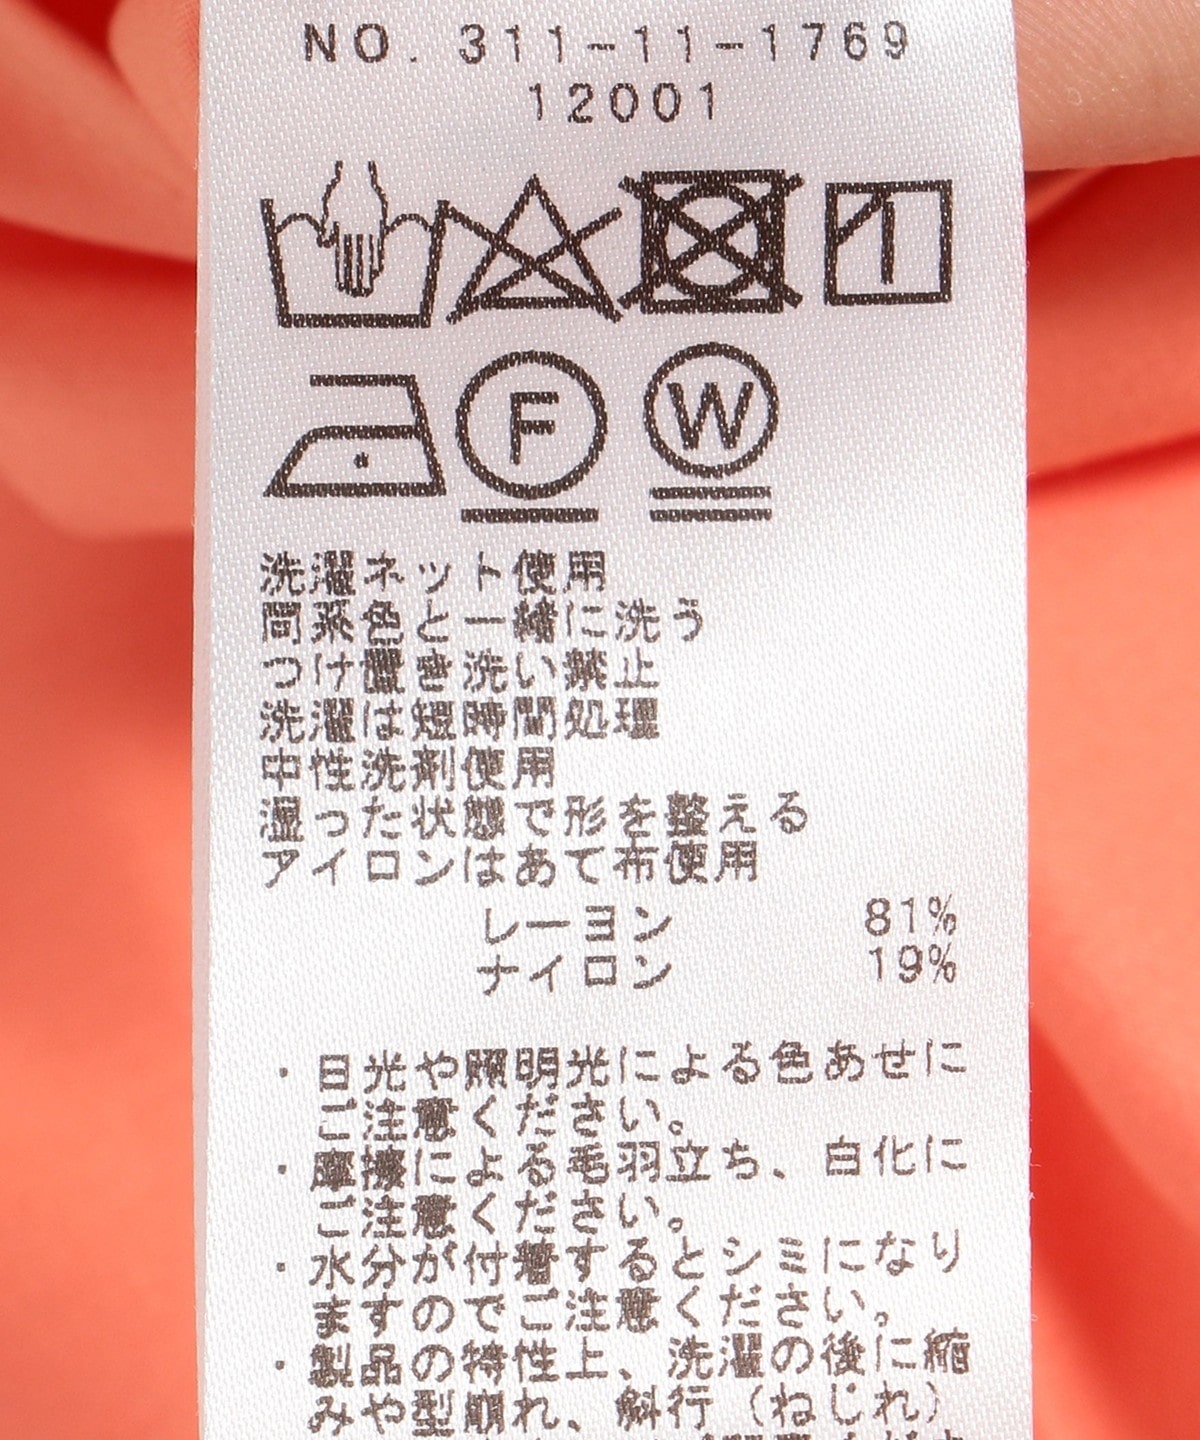 NO. 311-11-1769
12001
F
W
洗濯ネット使用
同系色と一緒に洗う
つけ置き洗い禁止
洗濯は短時間処理
中性洗剤使用
湿った状態で形を整える
アイロンはあて布使用
レーヨン 81%
ナイロン 19%
・日光や照明光による色あせに
ご注意ください。
・摩擦による毛羽立ち、白化に
ご注意ください。
・水分が付着するとシミになり
ますのでご注意ください。
・製品の特性上、洗濯の後に縮
みや型崩れ、斜行(ねじれ)